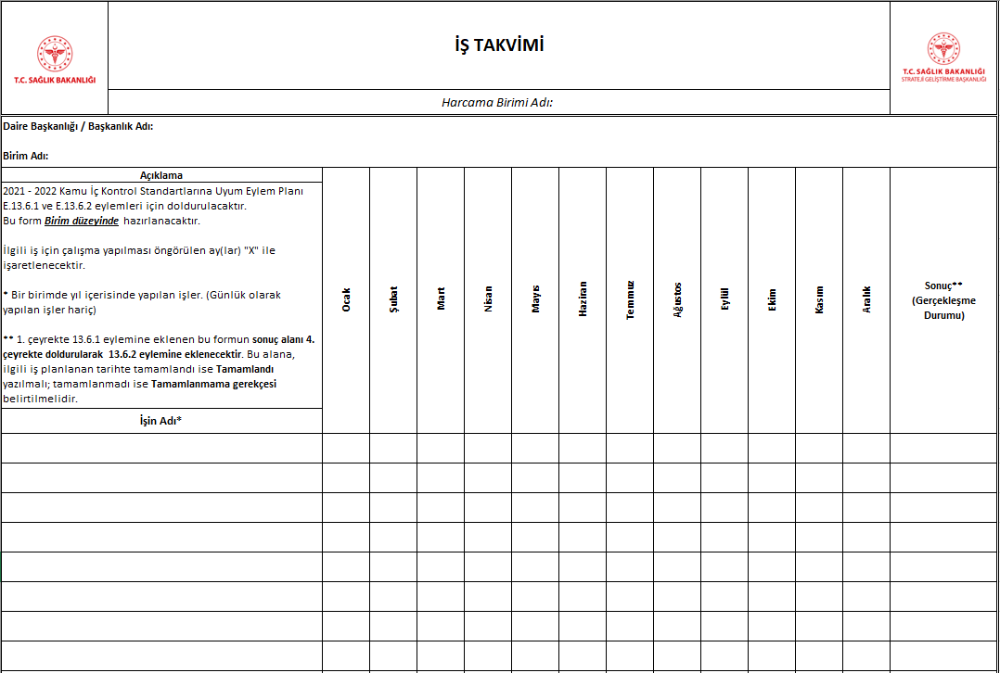 T.C. SAĞLIK BAKANLIĞI
İŞ TAKVİMİ
T.C. SAĞLIK BAKANLIĞI
STRATEJİ GELİŞTİRME BAŞKANLIĞI
Harcama Birimi Adı:
Daire Başkanlığı / Başkanlık Adı:
Birim Adı:
Açıklama
2021 - 2022 Kamu İç Kontrol Standartlarına Uyum Eylem Planı
E.13.6.1 ve E.13.6.2 eylemleri için doldurulacaktır.
Bu form Birim düzeyinde hazırlanacaktır.
İlgili iş için çalışma yapılması öngörülen ay(lar) "X" ile
işaretlenecektir.
* Bir birimde yıl içerisinde yapılan işler. (Günlük olarak
yapılan işler hariç)
** 1. çeyrekte 13.6.1 eylemine eklenen bu formun sonuç alanı 4.
çeyrekte doldurularak 13.6.2 eylemine eklenecektir. Bu alana,
ilgili iş planlanan tarihte tamamlandı ise Tamamlandı
yazılmalı; tamamlanmadı ise Tamamlanmama gerekçesi
belirtilmelidir.
İşin Adı*
Ocak
Şubat
Mart
Nisan
Mayıs
Haziran
Temmuz
Ağustos
Eylül
Ekim
Kasım
Aralık
Sonuç**
(Gerçekleşme
Durumu)